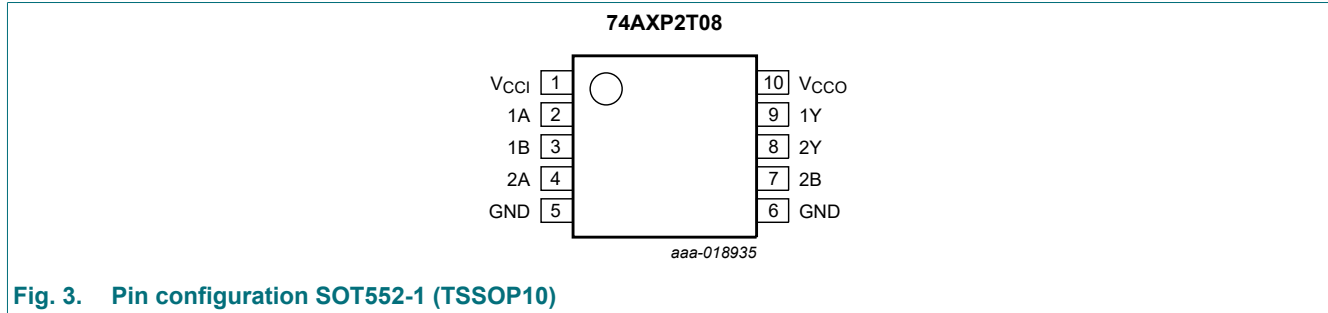 74AXP2T08
VCCI 1 10 VCCO
1A 2 9 1Y
1B 3 8 2Y
2A 4 7 2B
GND 5 6 GND
aaa-018935
Fig. 3. Pin configuration SOT552-1 (TSSOP10)